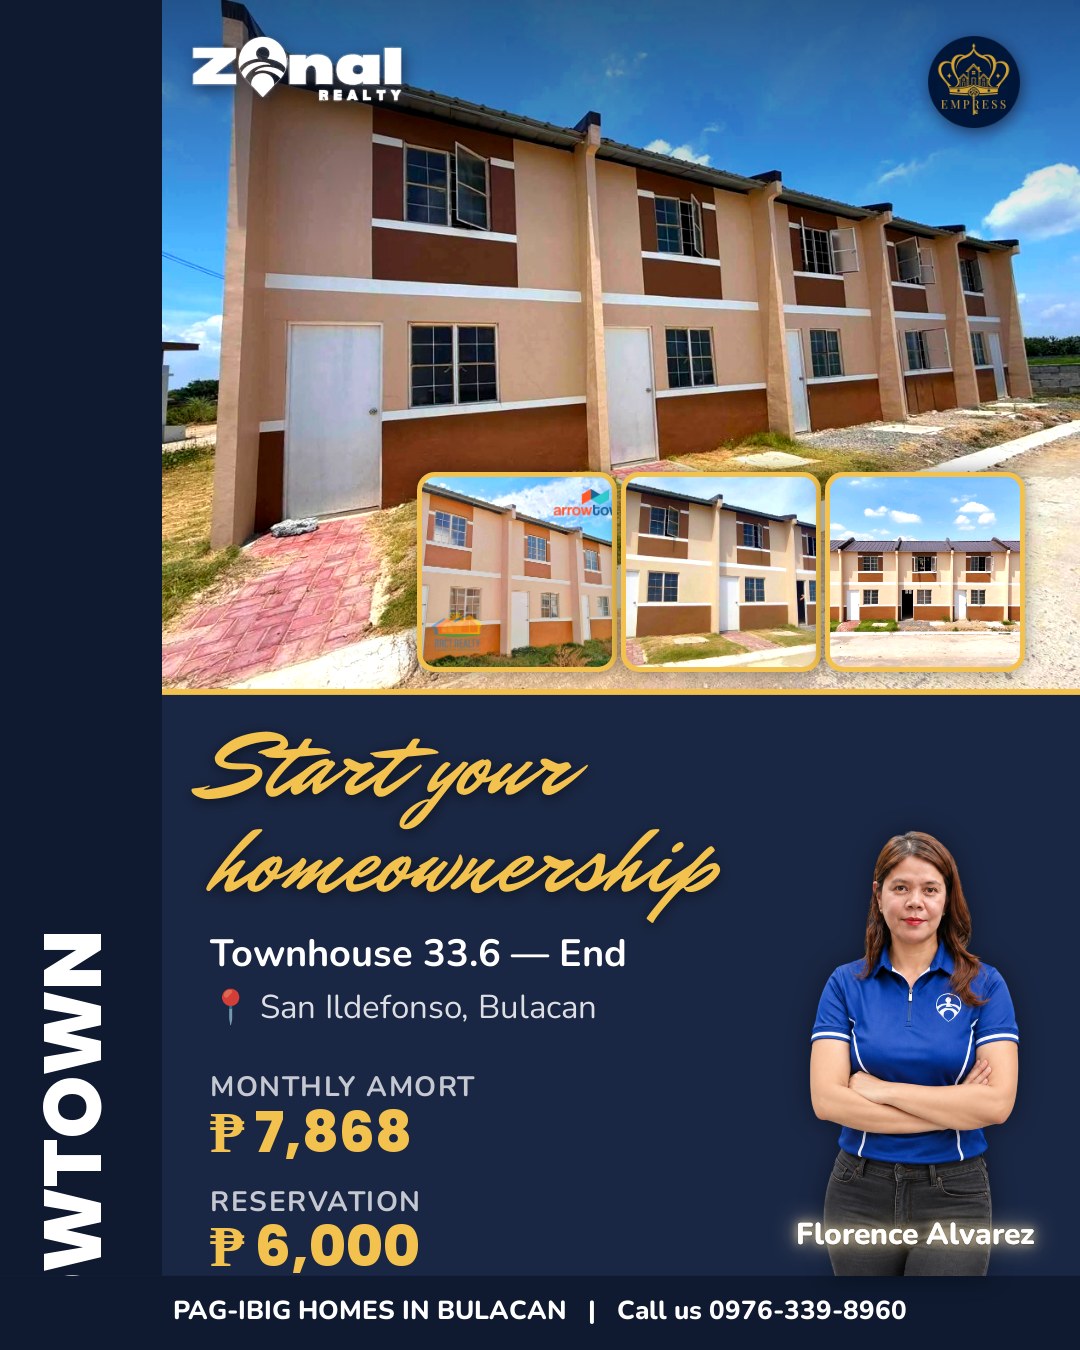 Zonal
REALTY
EMPRESS
arrowtow
Start your
homeownership
Townhouse 33.6 — End
San Ildefonso, Bulacan
MONTHLY AMORT
₱ 7,868
RESERVATION
₱ 6,000
Florence Alvarez
WTOWN
PAG-IBIG HOMES IN BULACAN | Call us 0976-339-8960